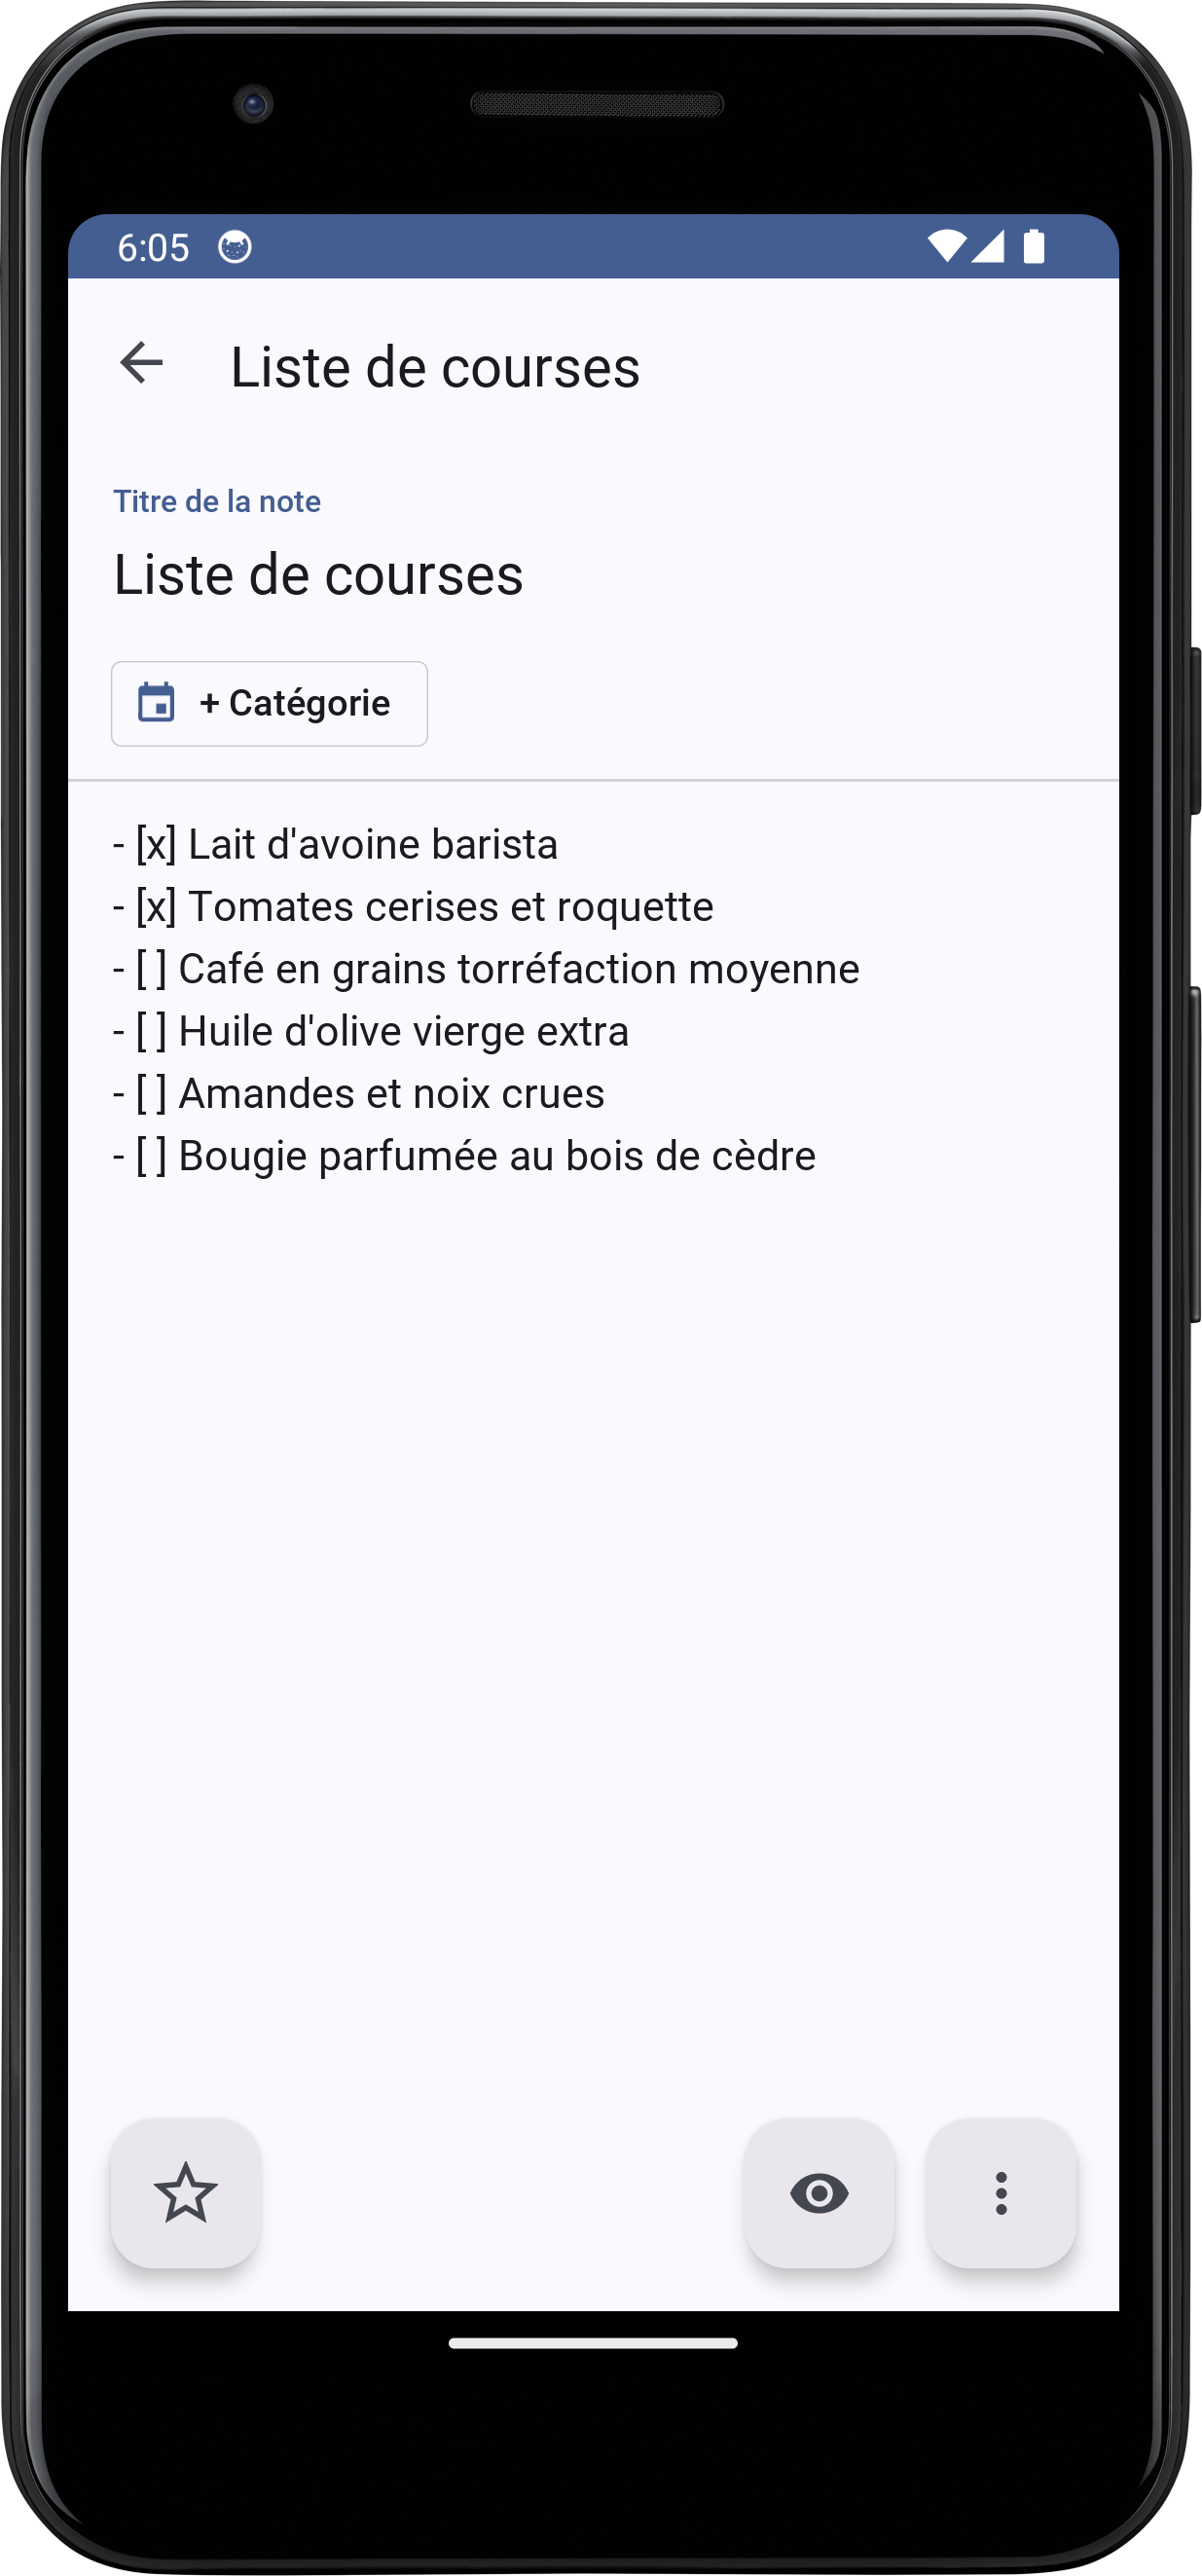 6:05
Liste de courses
Titre de la note
Liste de courses
+ Catégorie
- [x] Lait d'avoine barista
- [x] Tomates cerises et roquette
- [ ] Café en grains torréfaction moyenne
- [ ] Huile d'olive vierge extra
- [ ] Amandes et noix crues
- [ ] Bougie parfumée au bois de cèdre